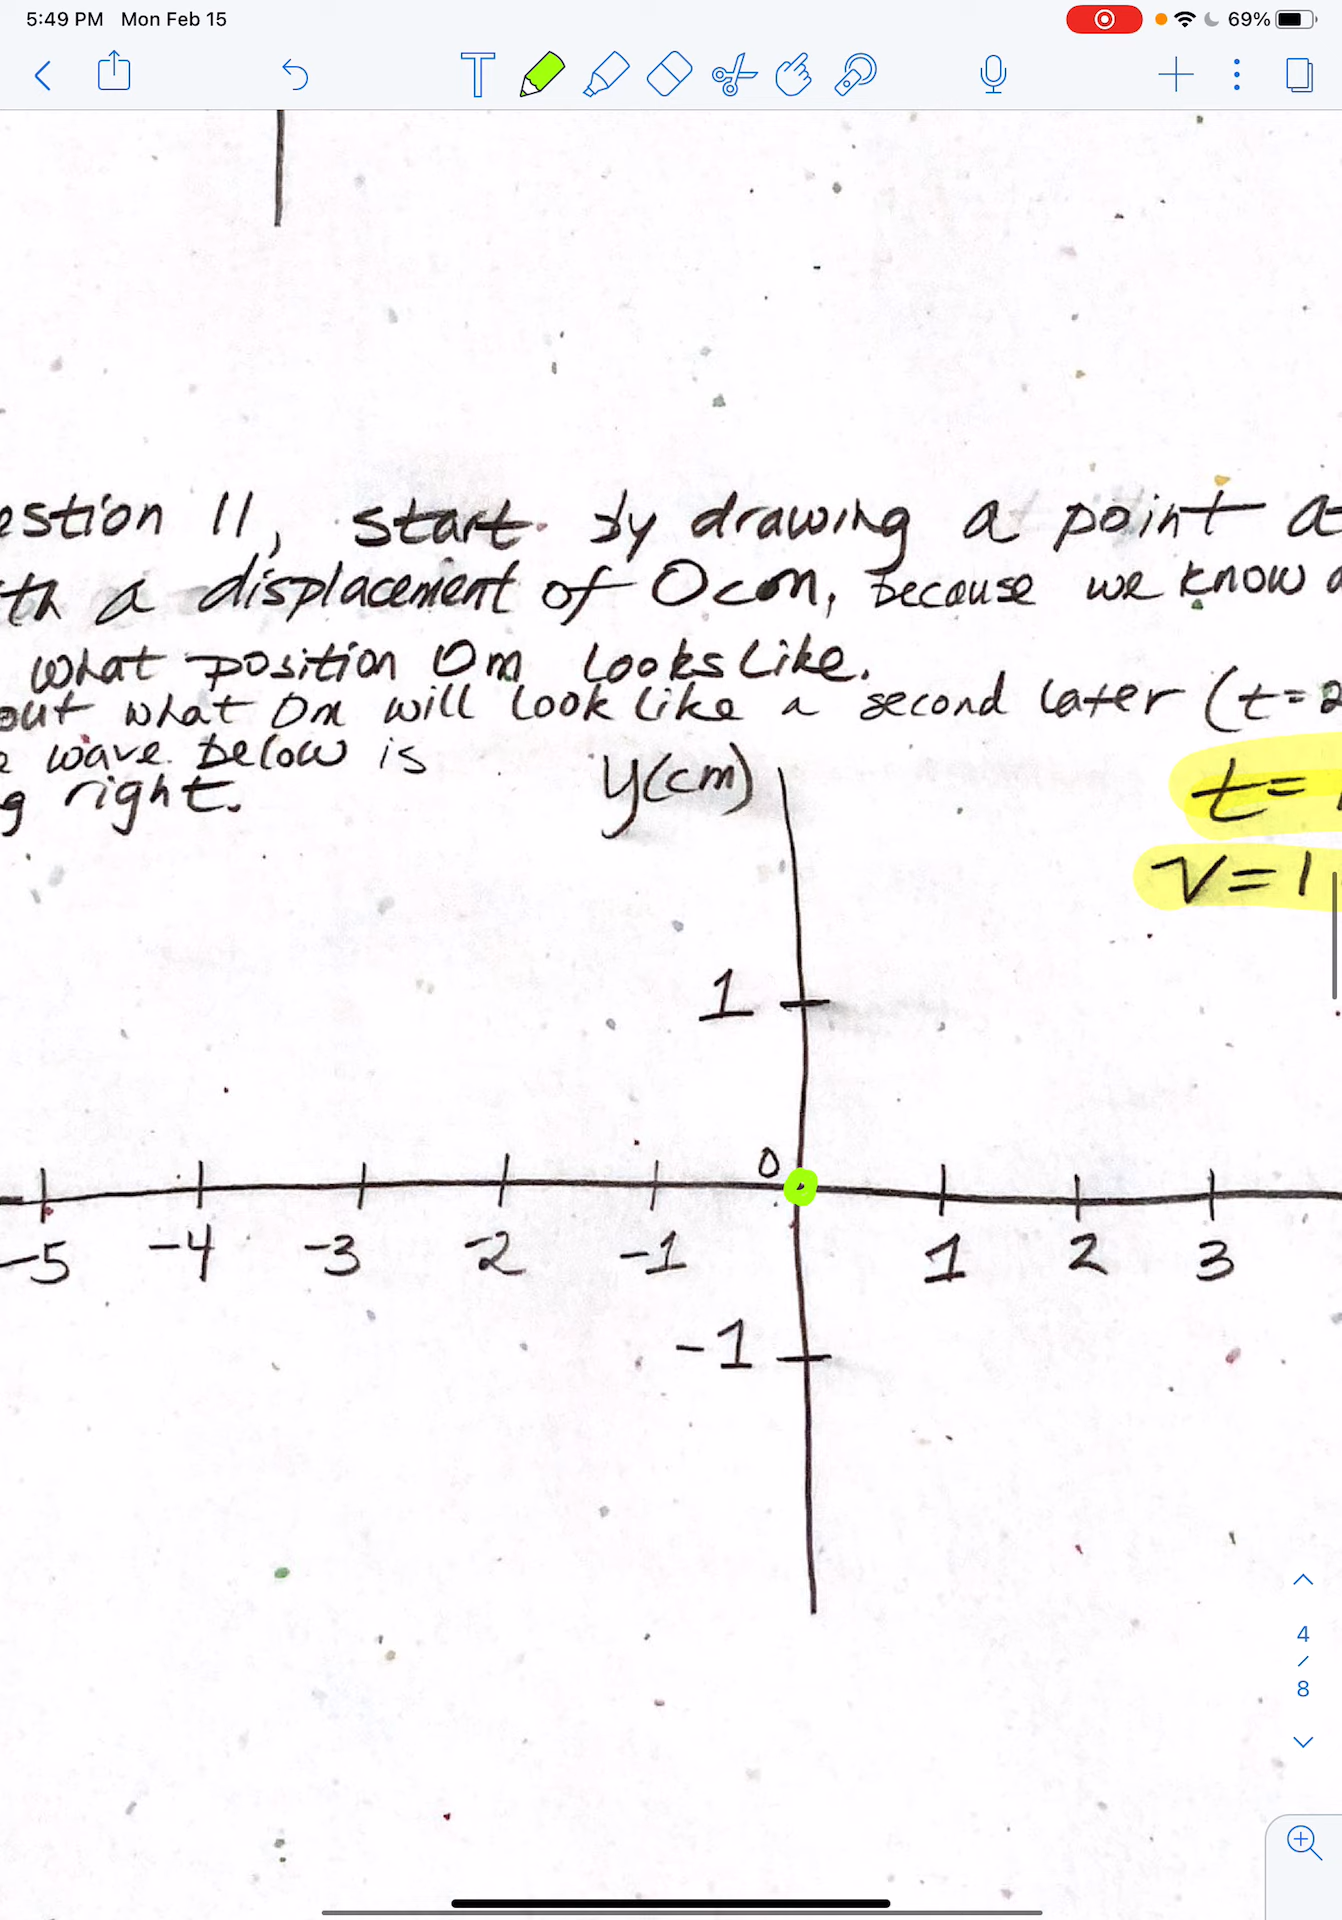 5:49 PM Mon Feb 15
69%
T
estion 11, start by drawing a point a
th a displacement of 0cm, because we know
what position 0m looks like.
out what 0m will look like a second later (t=2
wave below is
g right.
y(cm)
t=1
v=1
1
0
-5 -4 -3 -2 -1 1 2 3
-1
4
/
8